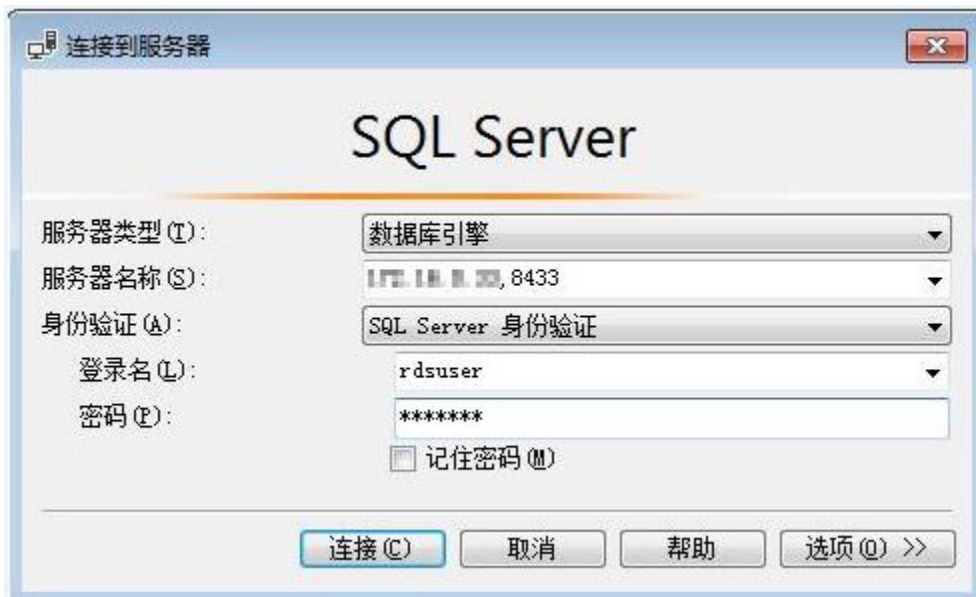 连接到服务器
SQL Server
服务器类型(T): 数据库引擎
服务器名称(S): ,8433
身份验证(A): SQL Server 身份验证
登录名(L): rdsuser
密码(P): *******
记住密码(M)
连接(C) 取消 帮助 选项(O) >>